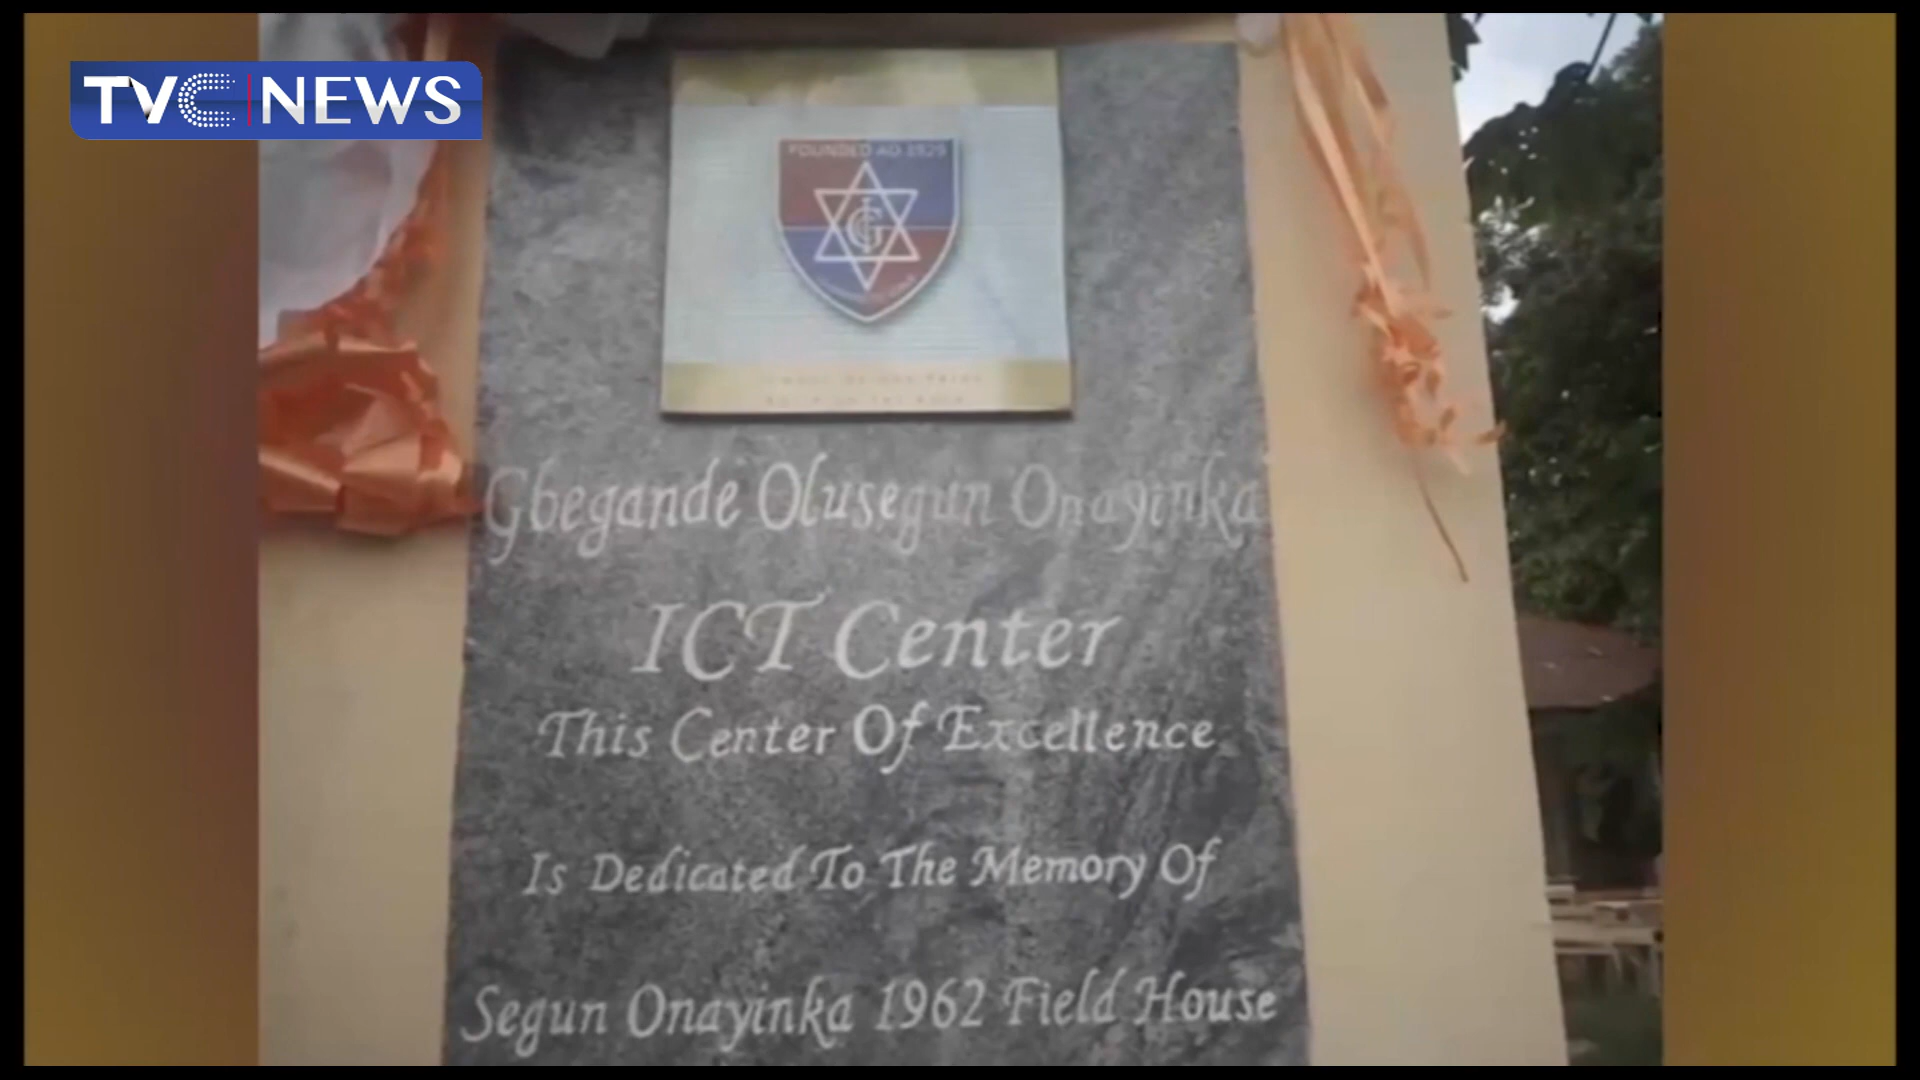 TVC NEWS
FOUNDED AD 1929
Gbegande Olusegun Onayinka
ICT Center
This Center Of Excellence
Is Dedicated To The Memory Of
Segun Onayinka 1962 Field House